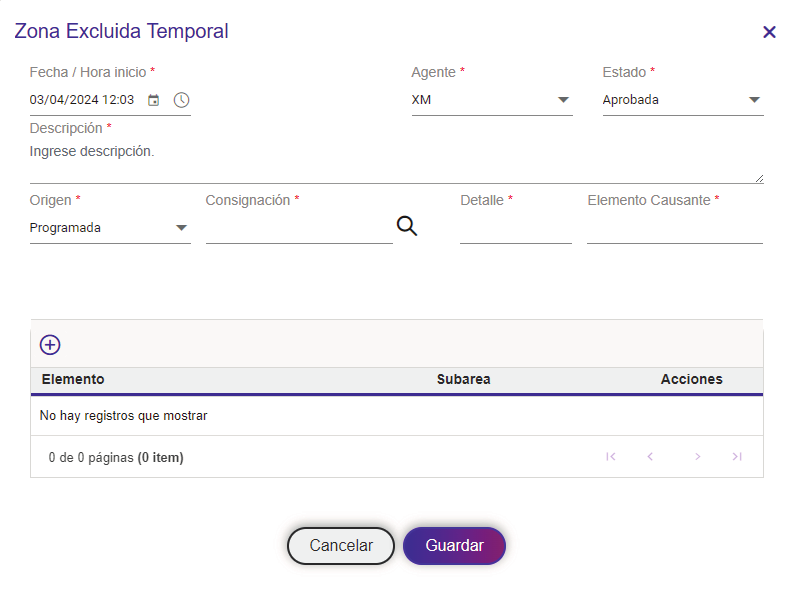 Zona Excluida Temporal
Fecha / Hora inicio * Agente * Estado *
03/04/2024 12:03 XM Aprobada
Descripción *
Ingrese descripción.
Origen * Consignación * Detalle * Elemento Causante *
Programada
Elemento Subarea Acciones
No hay registros que mostrar
0 de 0 páginas (0 item)
Cancelar Guardar